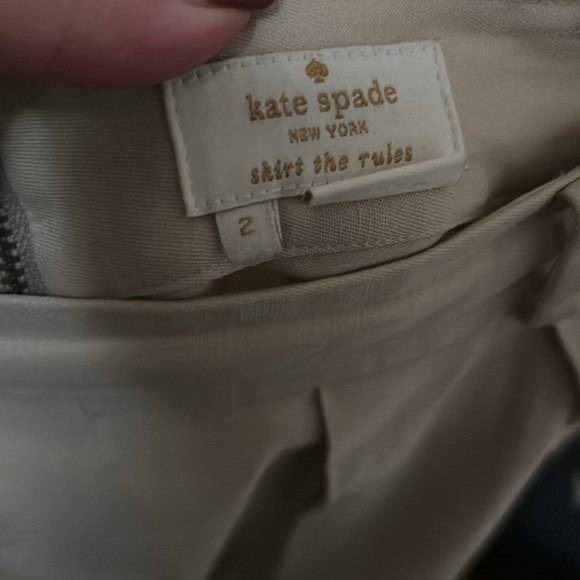 kate spade
NEW YORK
skirt the rules
2